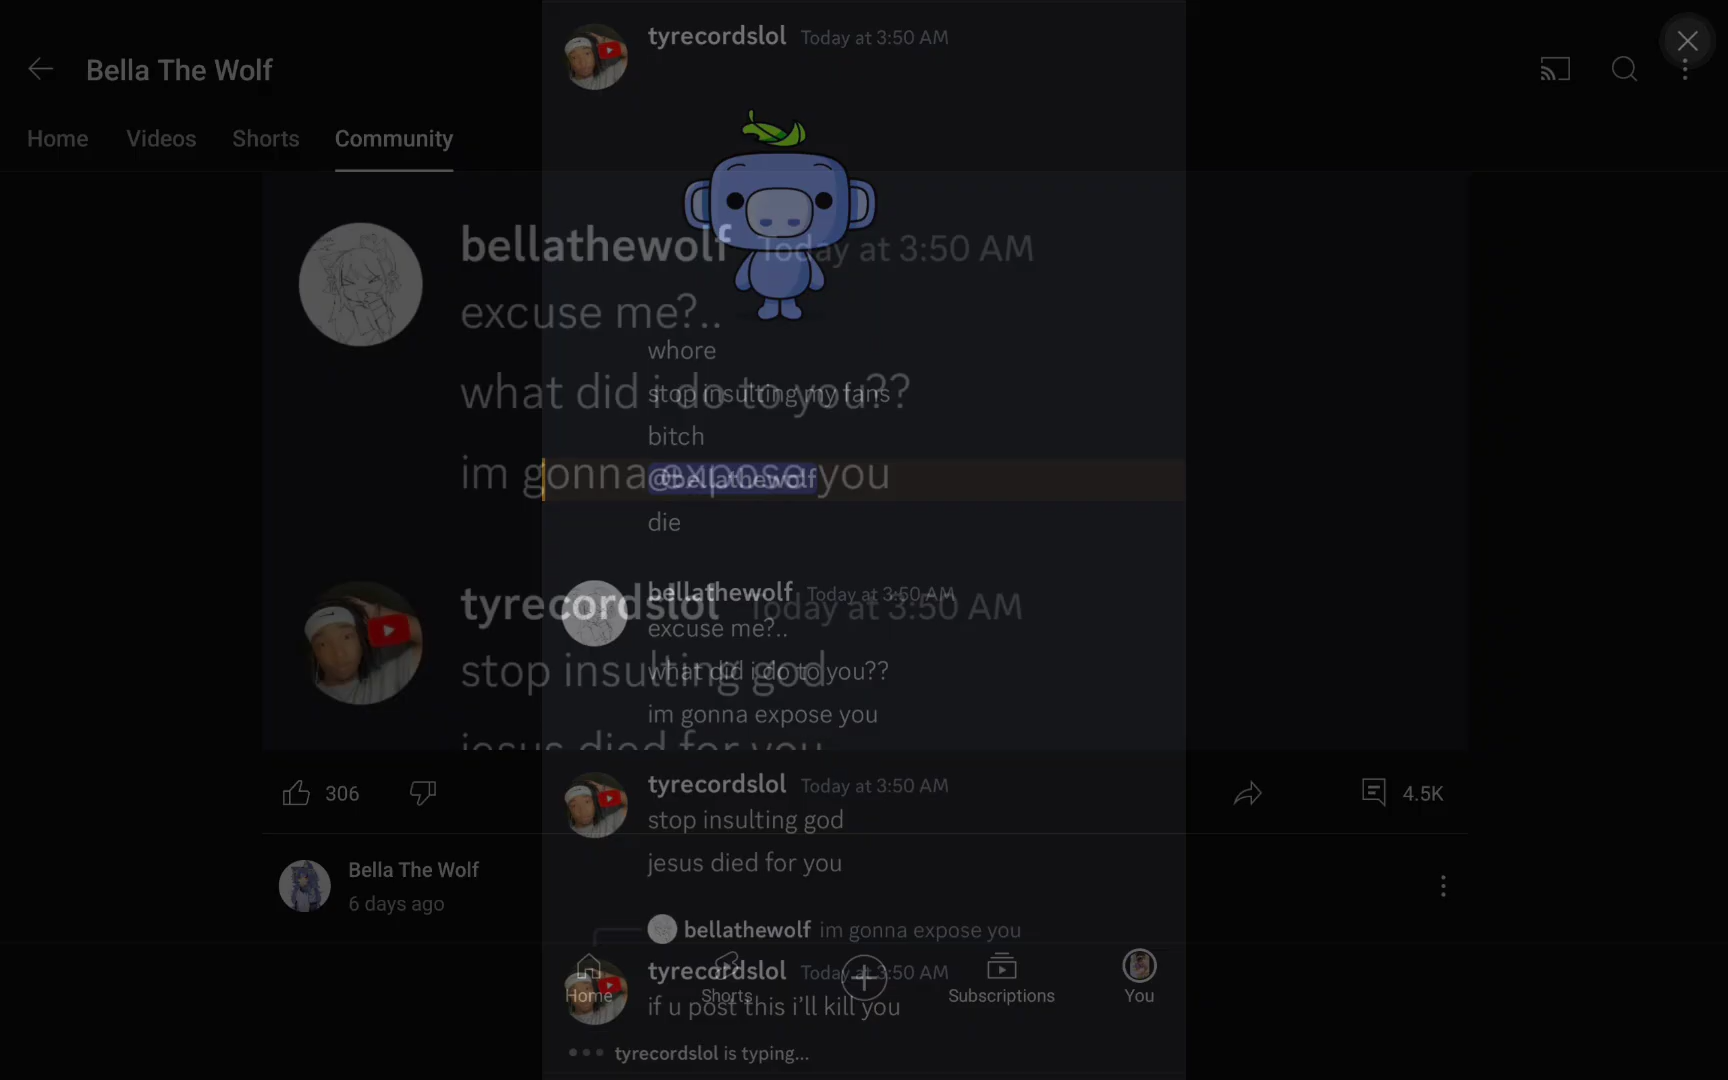 Bella The Wolf
Home Videos Shorts Community
bellathewolf Today at 3:50 AM
excuse me?..
what did i do to you??
im gonna expose you
tyrecordslol Today at 3:50 AM
stop insulting god
jesus died for you
306
4.5K
Bella The Wolf
6 days ago
Home Shorts Subscriptions You
tyrecordslol Today at 3:50 AM
whore
stop insulting my fans
bitch
@bellathewolf
die
bellathewolf Today at 3:50 AM
excuse me?..
what did i do to you??
im gonna expose you
tyrecordslol Today at 3:50 AM
stop insulting god
jesus died for you
bellathewolf im gonna expose you
tyrecordslol Today at 3:50 AM
if u post this i'll kill you
tyrecordslol is typing...